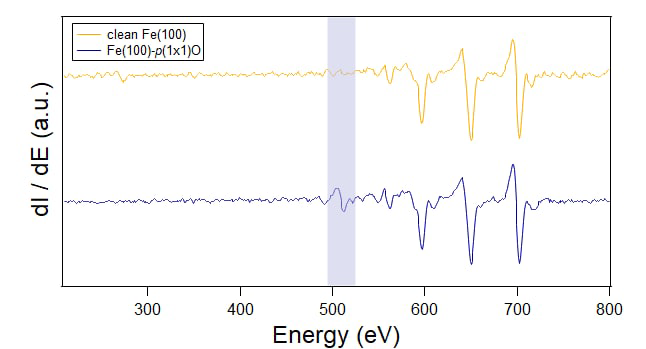 clean Fe(100)
Fe(100)-p(1x1)O
dI / dE (a.u.)
300 400 500 600 700 800
Energy (eV)